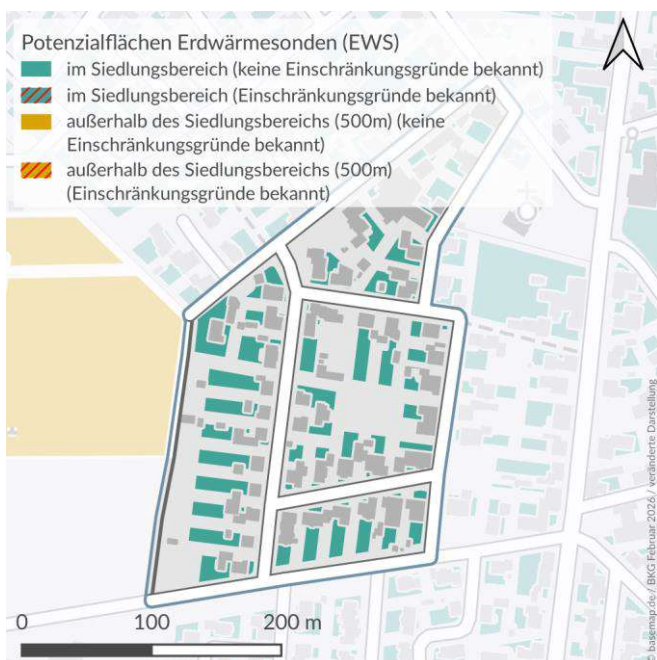 Potenzialflächen Erdwärmesonden (EWS)
im Siedlungsbereich (keine Einschränkungsgründe bekannt)
im Siedlungsbereich (Einschränkungsgründe bekannt)
außerhalb des Siedlungsbereichs (500m) (keine
Einschränkungsgründe bekannt)
außerhalb des Siedlungsbereichs (500m)
(Einschränkungsgründe bekannt)
0 100 200 m
© basemap.de / BKG Februar 2026 / veränderte Darstellung